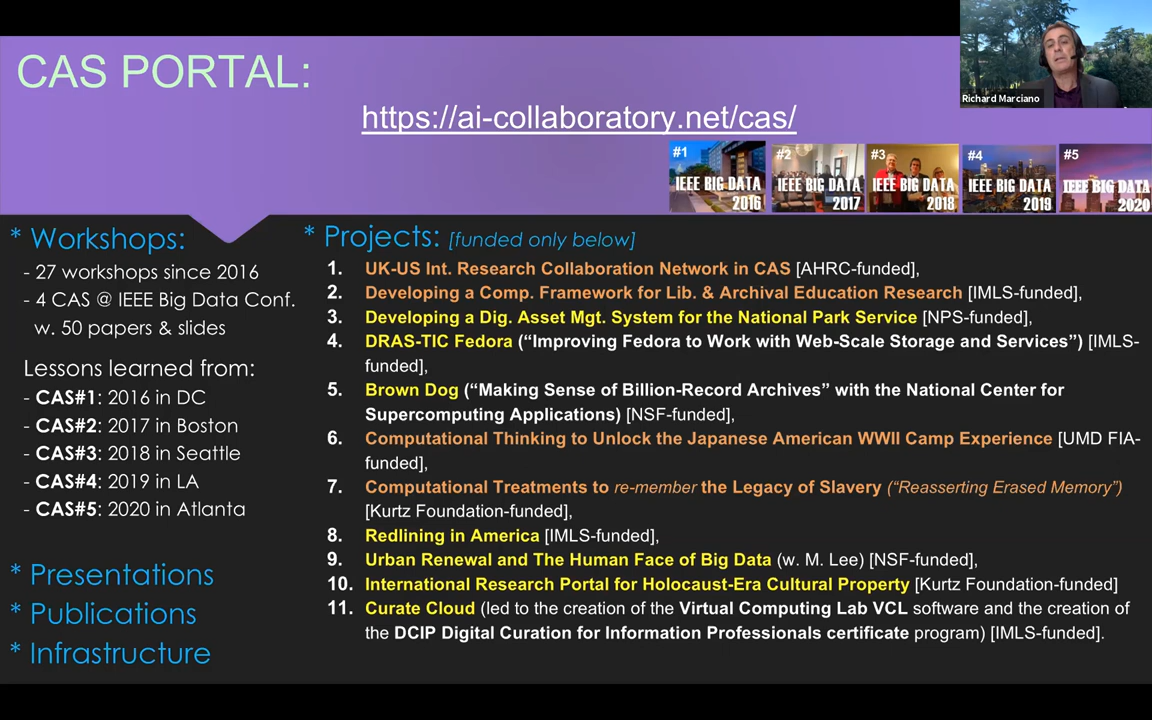 CAS PORTAL:
https://ai-collaboratory.net/cas/
Richard Marciano
#1
IEEE BIG DATA
2016
#2
IEEE BIG DATA
2017
#3
IEEE BIG DATA
2018
#4
IEEE BIG DATA
2019
#5
IEEE BIG DATA
2020
* Workshops:
- 27 workshops since 2016
- 4 CAS @ IEEE Big Data Conf.
w. 50 papers & slides
Lessons learned from:
- CAS#1: 2016 in DC
- CAS#2: 2017 in Boston
- CAS#3: 2018 in Seattle
- CAS#4: 2019 in LA
- CAS#5: 2020 in Atlanta
* Presentations
* Publications
* Infrastructure
* Projects: [funded only below]
1. UK-US Int. Research Collaboration Network in CAS [AHRC-funded],
2. Developing a Comp. Framework for Lib. & Archival Education Research [IMLS-funded],
3. Developing a Dig. Asset Mgt. System for the National Park Service [NPS-funded],
4. DRAS-TIC Fedora (“Improving Fedora to Work with Web-Scale Storage and Services”) [IMLS-
funded],
5. Brown Dog (“Making Sense of Billion-Record Archives” with the National Center for
Supercomputing Applications) [NSF-funded],
6. Computational Thinking to Unlock the Japanese American WWII Camp Experience [UMD FIA-
funded],
7. Computational Treatments to re-member the Legacy of Slavery (“Reasserting Erased Memory”)
[Kurtz Foundation-funded],
8. Redlining in America [IMLS-funded],
9. Urban Renewal and The Human Face of Big Data (w. M. Lee) [NSF-funded],
10. International Research Portal for Holocaust-Era Cultural Property [Kurtz Foundation-funded]
11. Curate Cloud (led to the creation of the Virtual Computing Lab VCL software and the creation of
the DCIP Digital Curation for Information Professionals certificate program) [IMLS-funded].